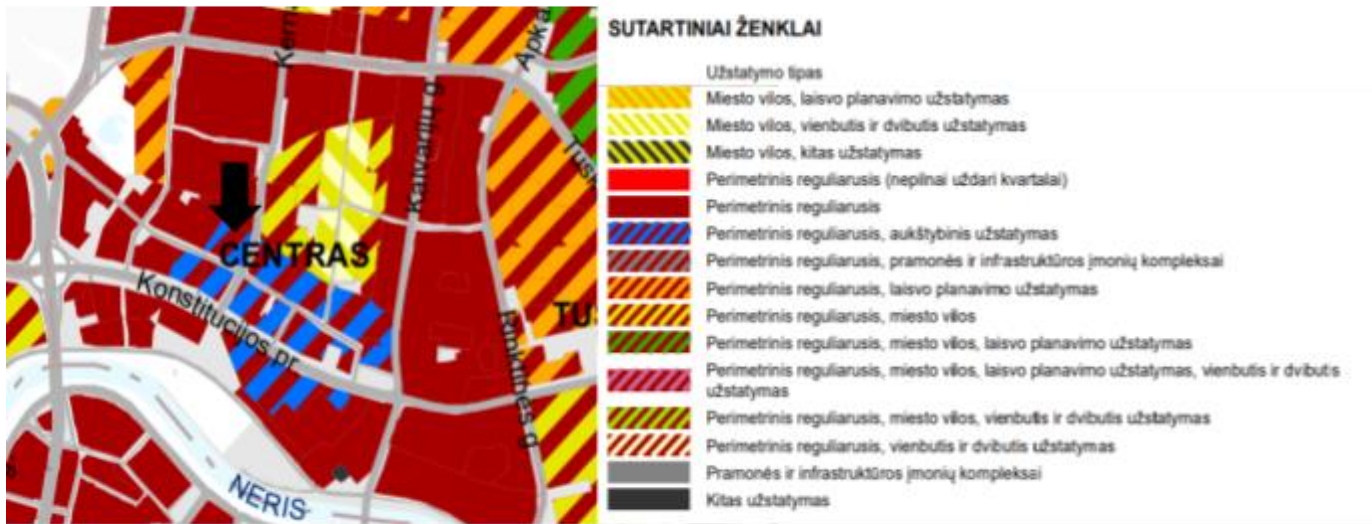 Apka
Kalvarijų g.
CENTRAS
Konstitucijos pr.
Rinktinės g.
NERIS
SUTARTINIAI ŽENKLAI
Užstatymo tipas
Miesto vilos, laisvo planavimo užstatymas
Miesto vilos, vienbutis ir dvibutis užstatymas
Miesto vilos, kitas užstatymas
Perimetrinis reguliarusis (nepilnai uždari kvartalai)
Perimetrinis reguliarusis
Perimetrinis reguliarusis, aukštybinis užstatymas
Perimetrinis reguliarusis, pramonės ir infrastruktūros įmonių kompleksai
Perimetrinis reguliarusis, laisvo planavimo užstatymas
Perimetrinis reguliarusis, miesto vilos
Perimetrinis reguliarusis, miesto vilos, laisvo planavimo užstatymas
Perimetrinis reguliarusis, miesto vilos, laisvo planavimo užstatymas, vienbutis ir dvibutis
užstatymas
Perimetrinis reguliarusis, miesto vilos, vienbutis ir dvibutis užstatymas
Perimetrinis reguliarusis, vienbutis ir dvibutis užstatymas
Pramonės ir infrastruktūros įmonių kompleksai
Kitas užstatymas